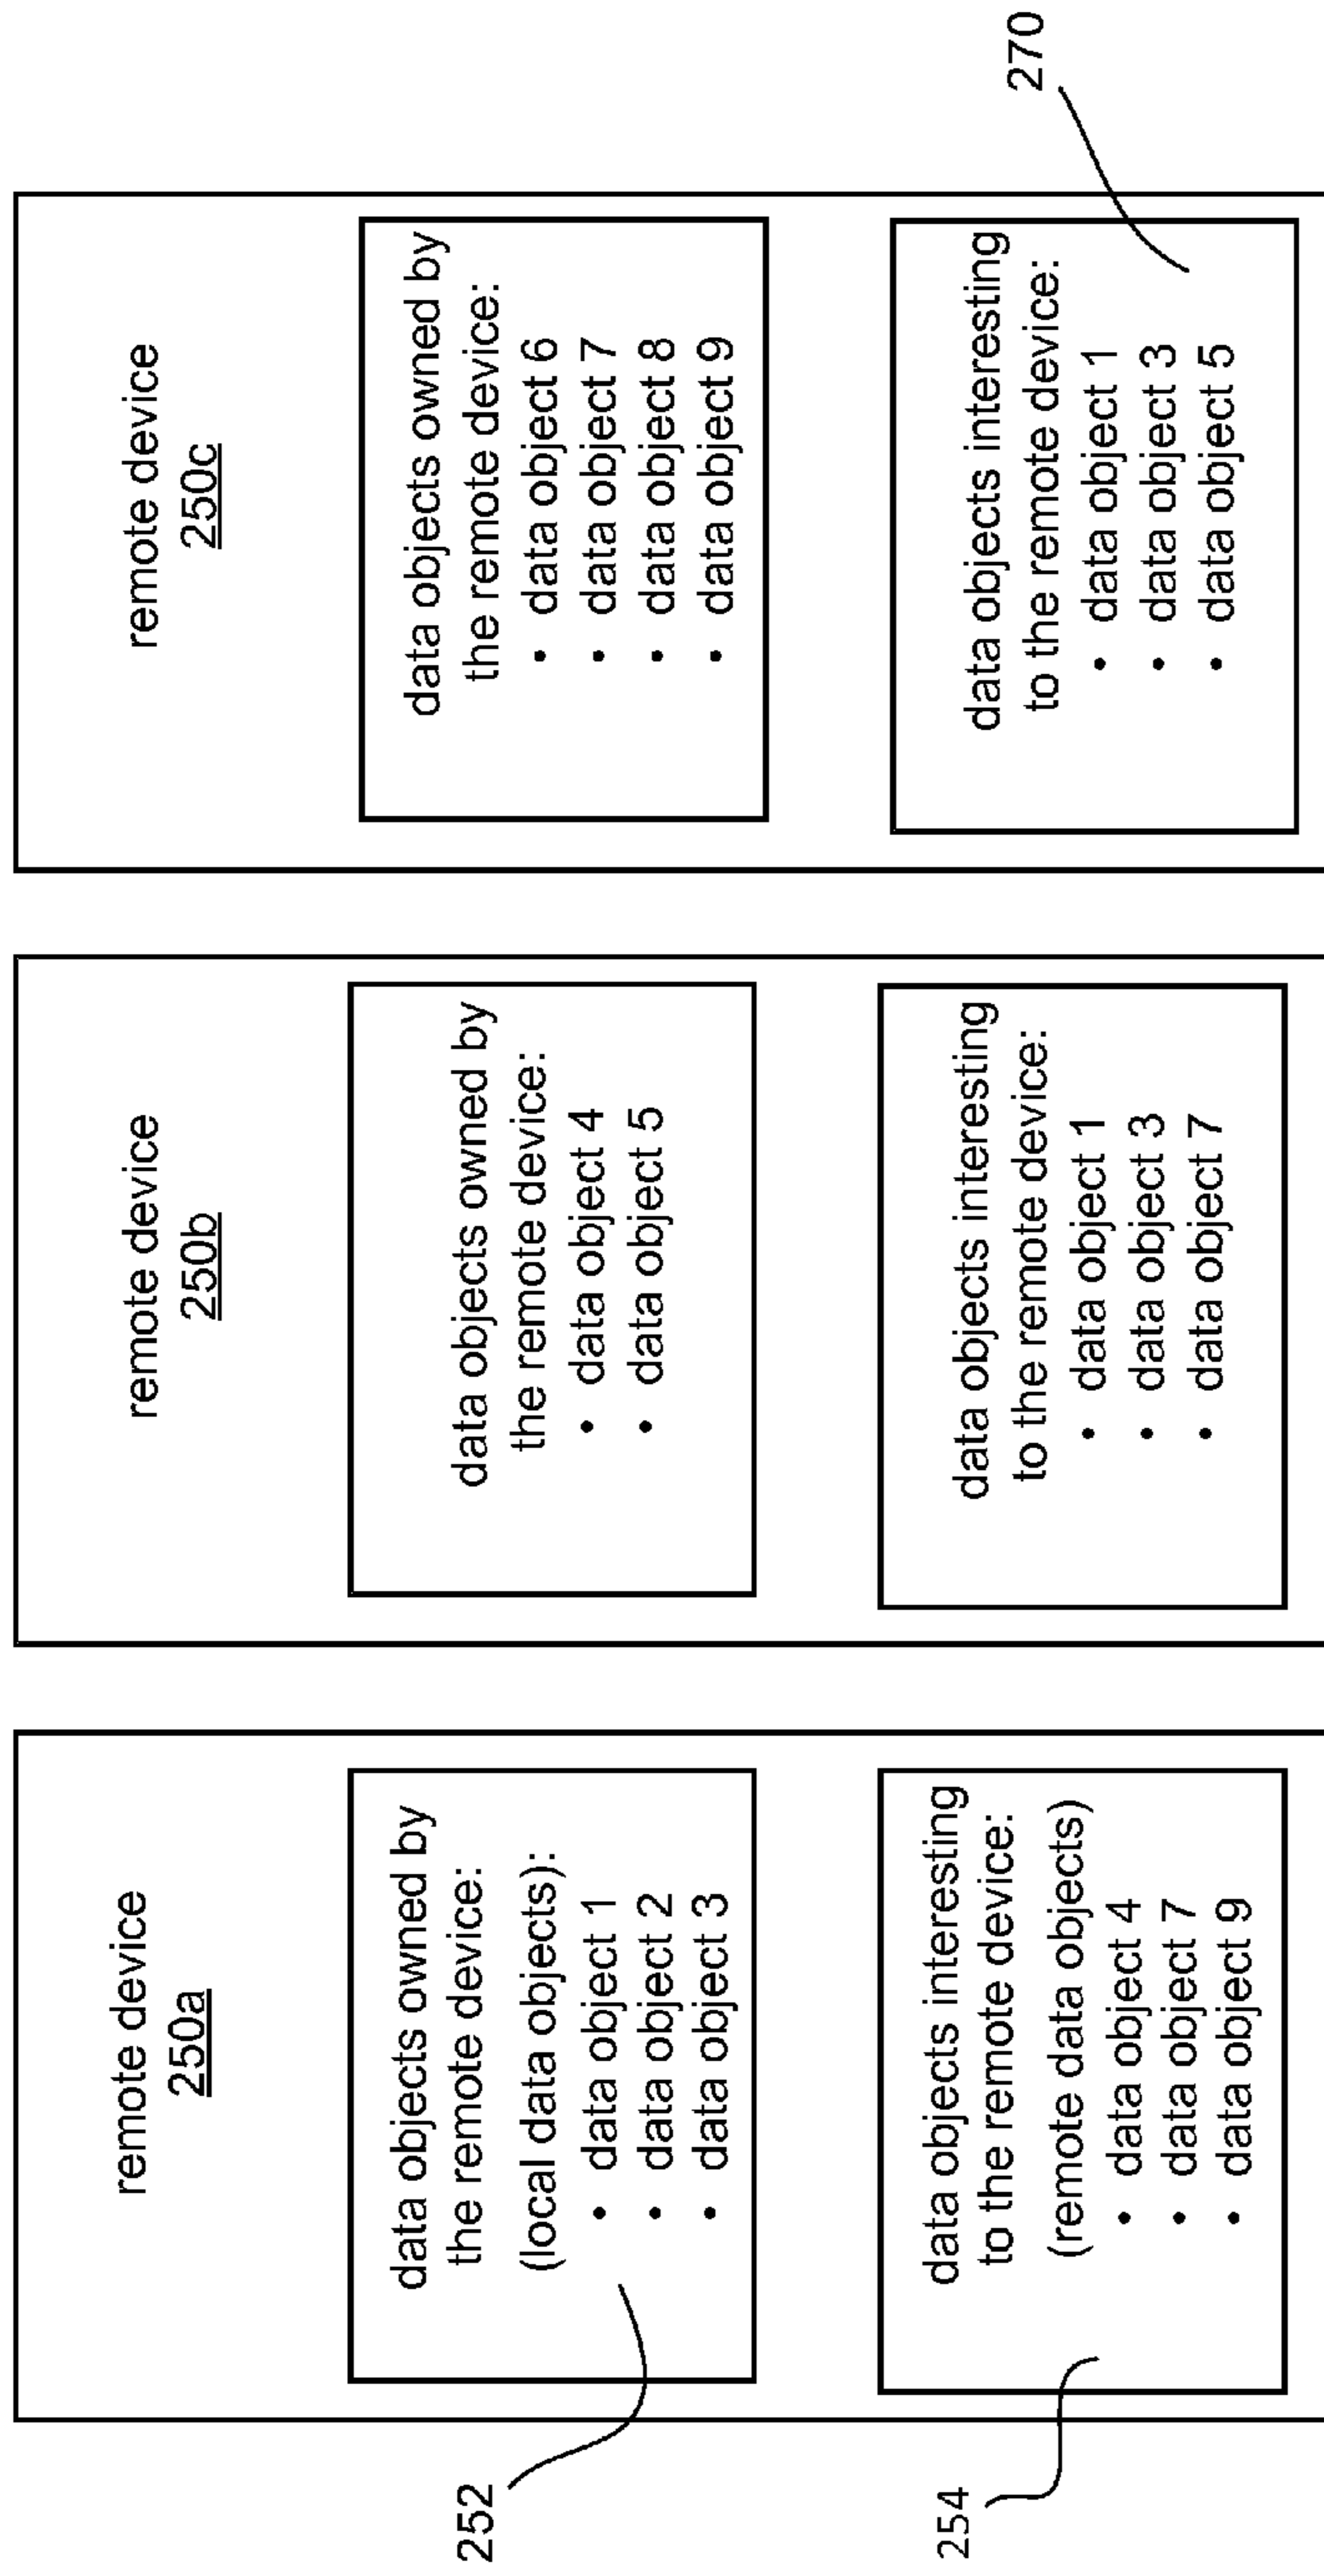 remote device
250a
data objects owned by
the remote device:
(local data objects):
• data object 1
• data object 2
• data object 3
252
data objects interesting
to the remote device:
(remote data objects)
• data object 4
• data object 7
• data object 9
254
remote device
250b
data objects owned by
the remote device:
• data object 4
• data object 5
data objects interesting
to the remote device:
• data object 1
• data object 3
• data object 7
remote device
250c
data objects owned by
the remote device:
• data object 6
• data object 7
• data object 8
• data object 9
data objects interesting
to the remote device:
• data object 1
• data object 3
• data object 5
270